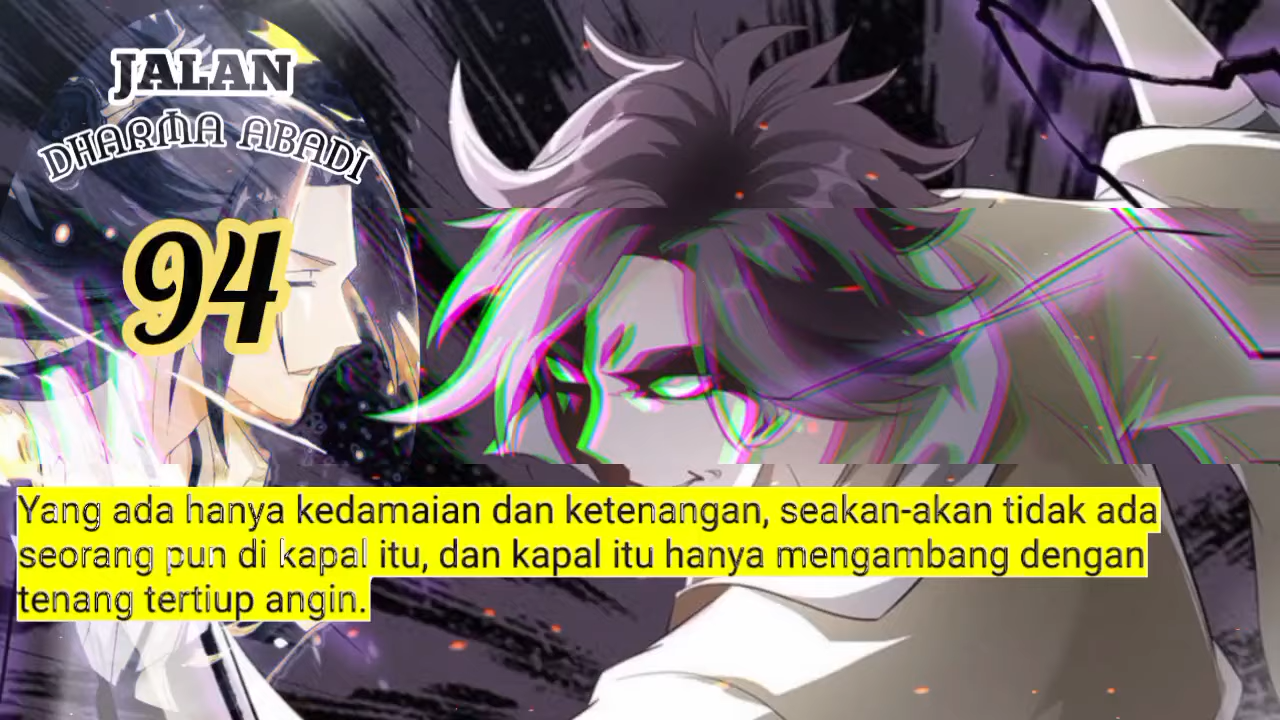 JALAN
DHARMA ABADI
94
Yang ada hanya kedamaian dan ketenangan, seakan-akan tidak ada
seorang pun di kapal itu, dan kapal itu hanya mengambang dengan
tenang tertiup angin.